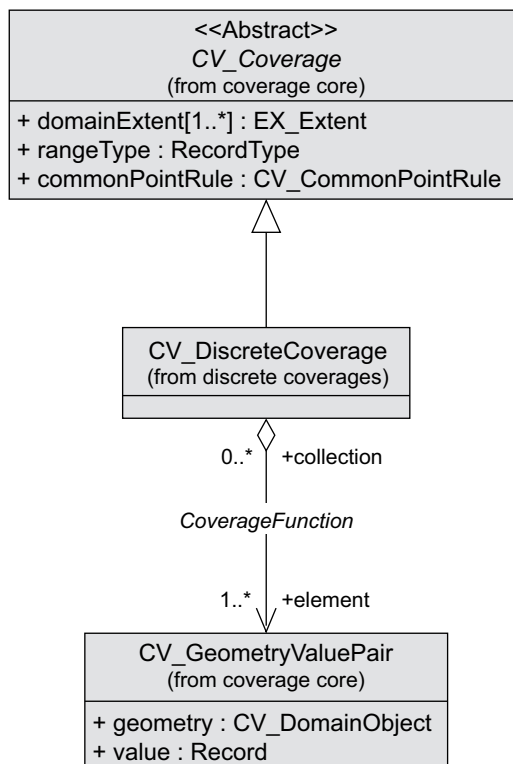 <<Abstract>>
CV_Coverage
(from coverage core)
+ domainExtent[1..*] : EX_Extent
+ rangeType : RecordType
+ commonPointRule : CV_CommonPointRule
CV_DiscreteCoverage
(from discrete coverages)
0..* +collection
CoverageFunction
1..* +element
CV_GeometryValuePair
(from coverage core)
+ geometry : CV_DomainObject
+ value : Record